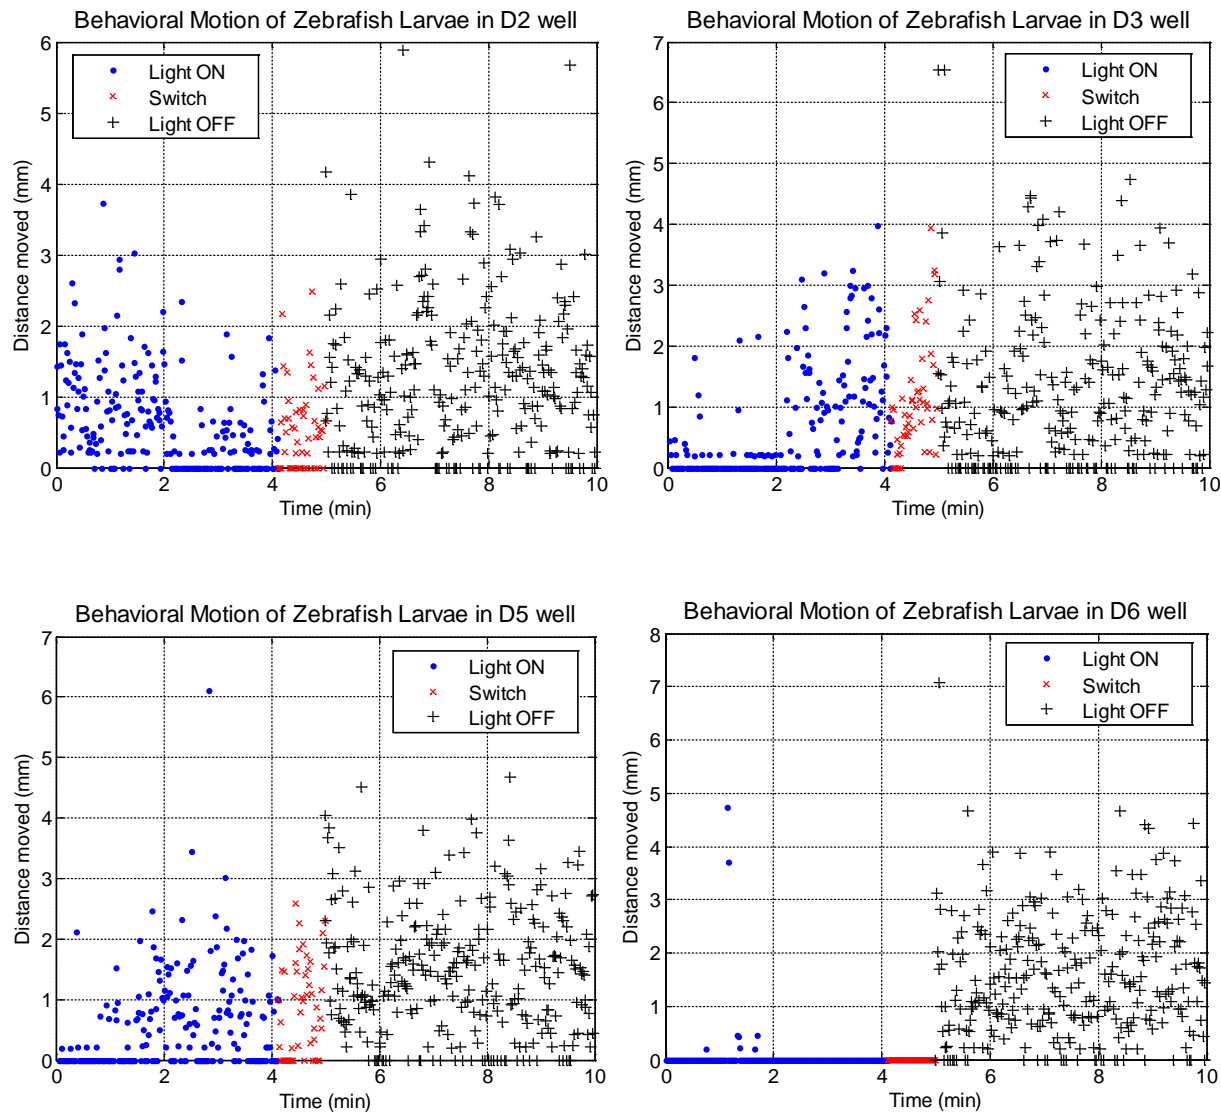 Behavioral Motion of Zebrafish Larvae in D2 well
6
5
4
3
2
1
0
Distance moved (mm)
Light ON
Switch
Light OFF
0 2 4 6 8 10
Time (min)
Behavioral Motion of Zebrafish Larvae in D3 well
7
6
5
4
3
2
1
0
Distance moved (mm)
Light ON
Switch
Light OFF
0 2 4 6 8 10
Time (min)
Behavioral Motion of Zebrafish Larvae in D5 well
7
6
5
4
3
2
1
0
Distance moved (mm)
Light ON
Switch
Light OFF
0 2 4 6 8 10
Time (min)
Behavioral Motion of Zebrafish Larvae in D6 well
8
7
6
5
4
3
2
1
0
Distance moved (mm)
Light ON
Switch
Light OFF
0 2 4 6 8 10
Time (min)